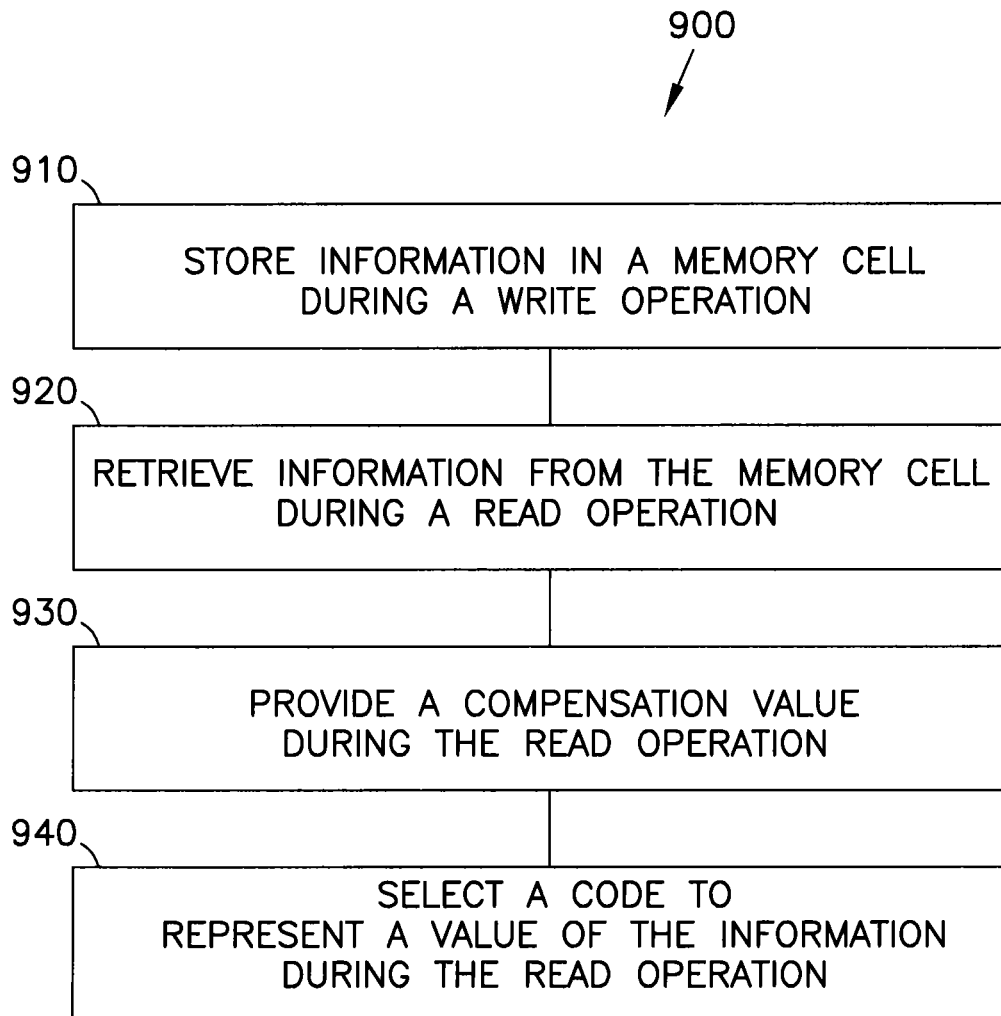 900
910
STORE INFORMATION IN A MEMORY CELL
DURING A WRITE OPERATION
920
RETRIEVE INFORMATION FROM THE MEMORY CELL
DURING A READ OPERATION
930
PROVIDE A COMPENSATION VALUE
DURING THE READ OPERATION
940
SELECT A CODE TO
REPRESENT A VALUE OF THE INFORMATION
DURING THE READ OPERATION